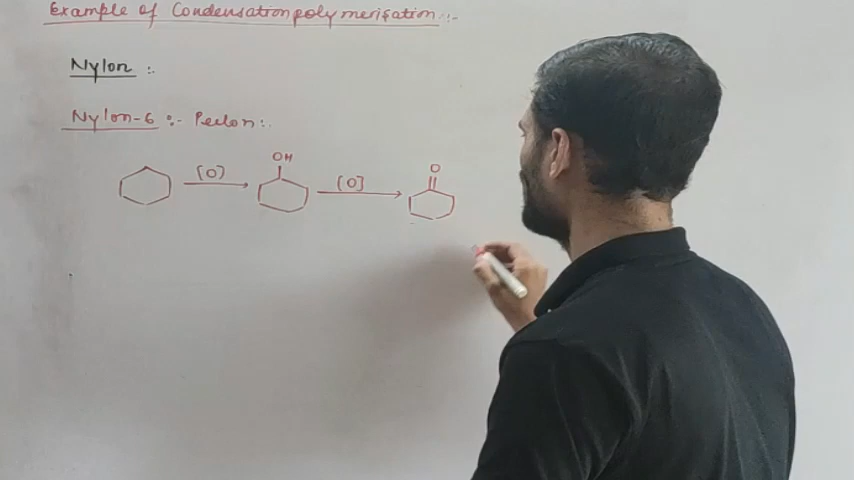 Example of Condensation polymerisation :-
Nylon :
Nylon-6 :- Perlon :
OH
O
[O]
[O]